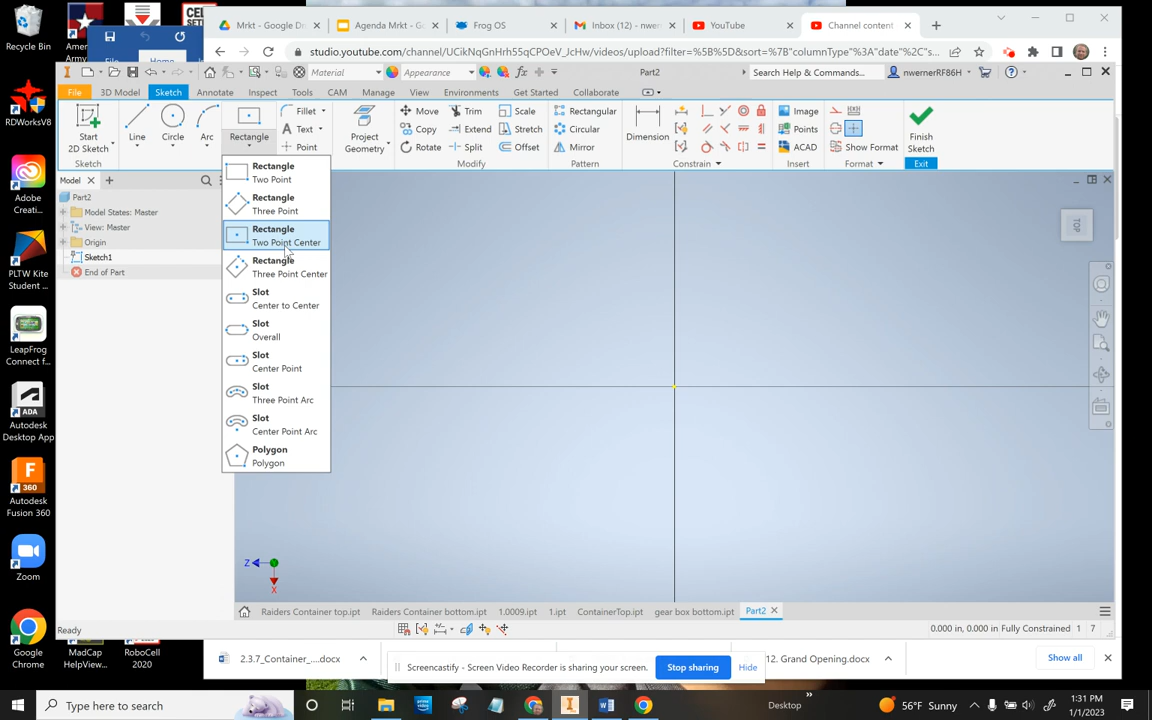 Recycle Bin
Ameri
RDWorksV8
Adobe
Creati...
PLTW Kite
Student ...
LeapFrog
Connect f...
Autodesk
Desktop App
Autodesk
Fusion 360
Zoom
Google
Chrome
MadCap
HelpView...
RoboCell
2020
Mrkt - Google D
Agenda Mrkt - G
Frog OS
Inbox (12) - nwern
YouTube
Channel content
studio.youtube.com/channel/UCikNqGnHrh55qCPOeV_JcHw/videos/upload?filter=%5B%5D&sort=%7B"columnType"%3A"date"%2C"s...
Material
Appearance
Part2
Search Help & Commands...
nwernerRF86H
File
3D Model
Sketch
Annotate
Inspect
Tools
CAM
Manage
View
Environments
Get Started
Collaborate
Start
2D Sketch
Line
Circle
Arc
Rectangle
Fillet
Text
Point
Project
Geometry
Move
Copy
Rotate
Trim
Extend
Split
Scale
Stretch
Offset
Rectangular
Circular
Mirror
Dimension
Image
Points
ACAD
Show Format
Finish
Sketch
Sketch
Modify
Pattern
Constrain
Insert
Format
Exit
Model
Part2
Model States: Master
View: Master
Origin
Sketch1
End of Part
Rectangle
Two Point
Rectangle
Three Point
Rectangle
Two Point Center
Rectangle
Three Point Center
Slot
Center to Center
Slot
Overall
Slot
Center Point
Slot
Three Point Arc
Slot
Center Point Arc
Polygon
Polygon
TOP
Z
X
Raiders Container top.ipt
Raiders Container bottom.ipt
1.0009.ipt
1.ipt
ContainerTop.ipt
gear box bottom.ipt
Part2
Ready
0.000 in, 0.000 in Fully Constrained 1 7
2.3.7_Container_....docx
Screencastify - Screen Video Recorder is sharing your screen.
Stop sharing
Hide
12. Grand Opening.docx
Show all
Type here to search
Desktop
86°F Sunny
1:31 PM
1/1/2023